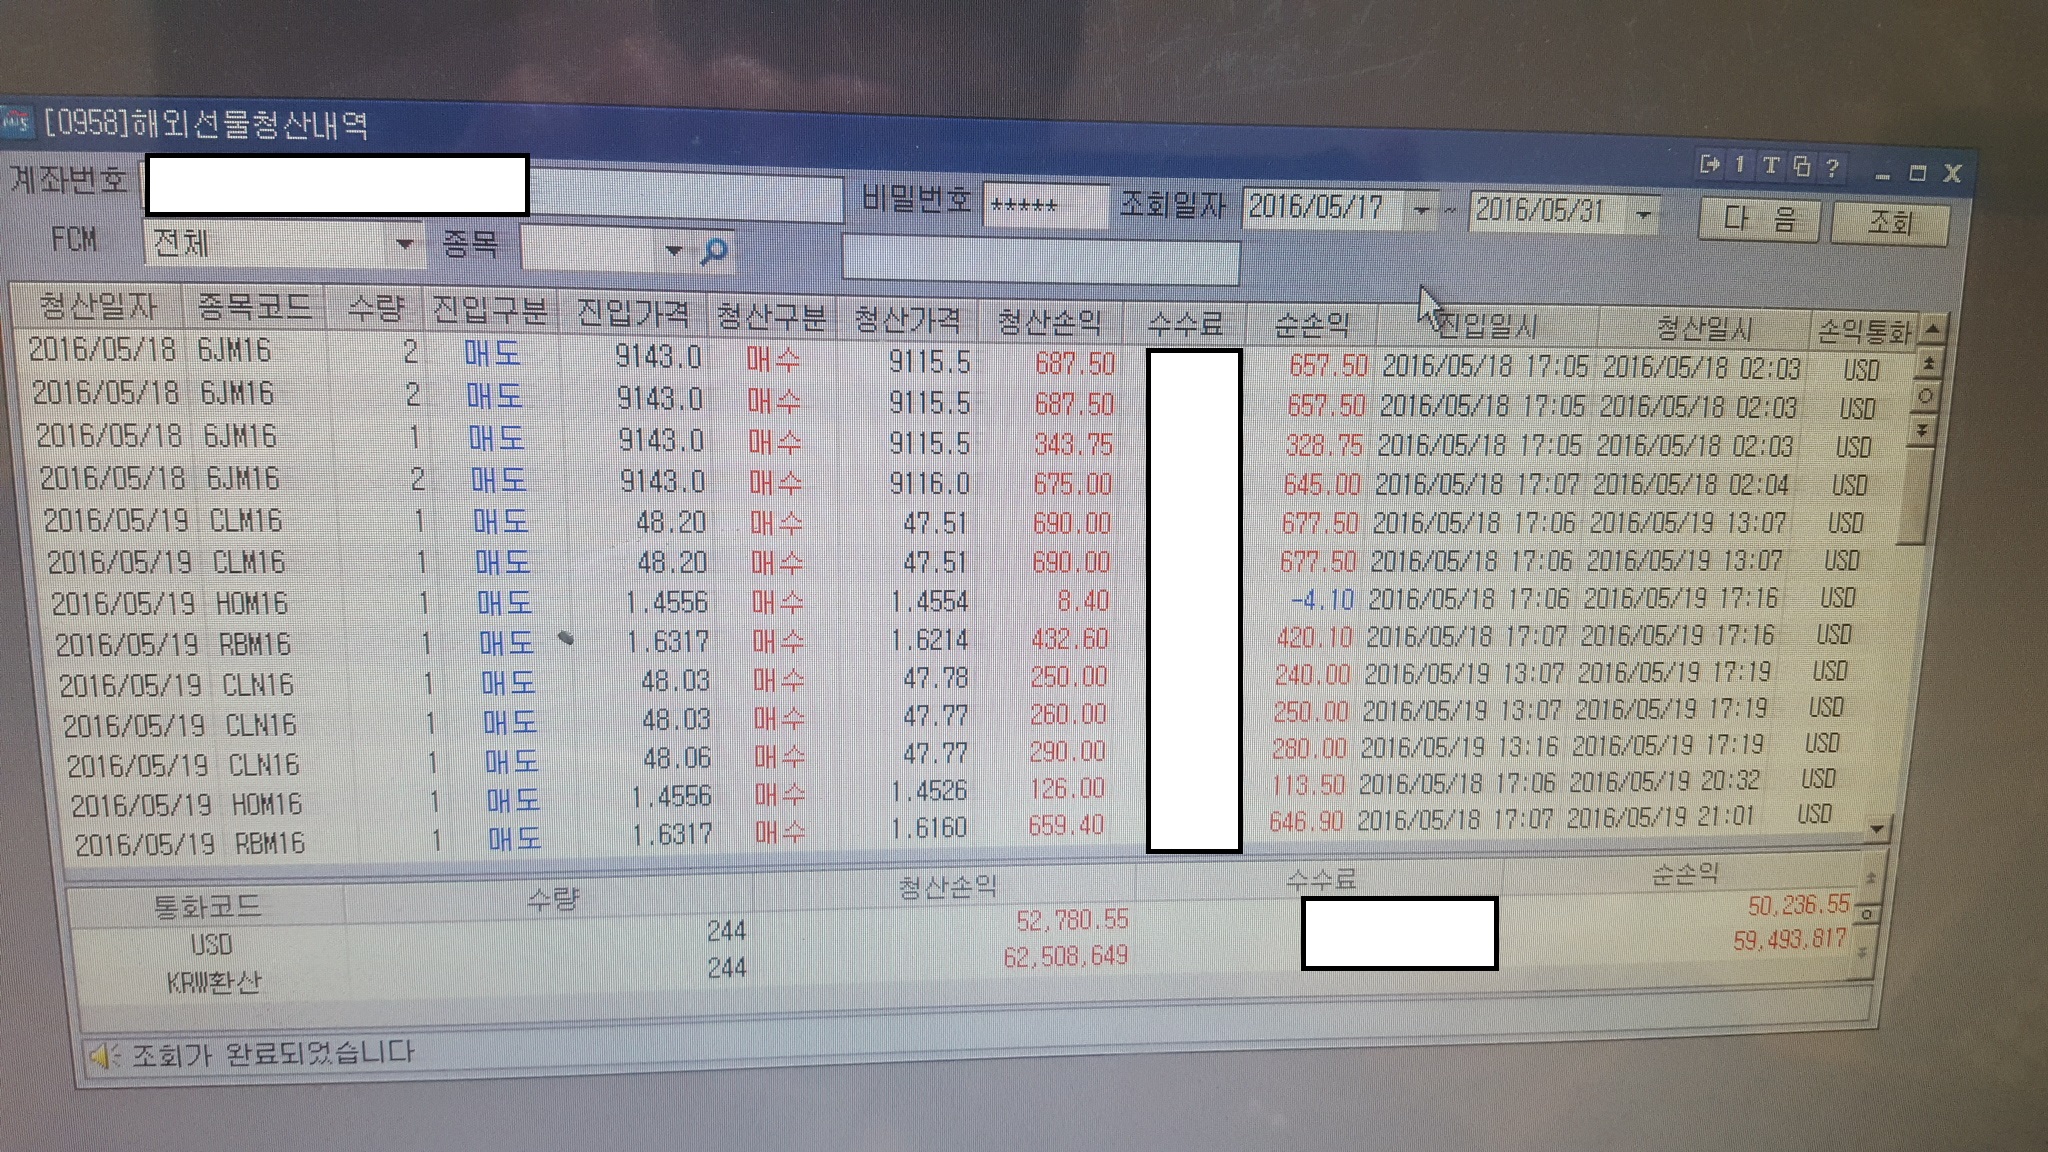 [0958]해외선물청산내역
계좌번호 비밀번호 ***** 조회일자 2016/05/17 ~ 2016/05/31 다 음 조회
FCM 전체 종목
청산일자 종목코드 수량 진입구분 진입가격 청산구분 청산가격 청산손익 수수료 순손익 진입일시 청산일시 손익통화
2016/05/18 6JM16 2 매도 9143.0 매수 9115.5 687.50 657.50 2016/05/18 17:05 2016/05/18 02:03 USD
2016/05/18 6JM16 2 매도 9143.0 매수 9115.5 687.50 657.50 2016/05/18 17:05 2016/05/18 02:03 USD
2016/05/18 6JM16 1 매도 9143.0 매수 9115.5 343.75 328.75 2016/05/18 17:05 2016/05/18 02:03 USD
2016/05/18 6JM16 2 매도 9143.0 매수 9116.0 675.00 645.00 2016/05/18 17:07 2016/05/18 02:04 USD
2016/05/19 CLM16 1 매도 48.20 매수 47.51 690.00 677.50 2016/05/18 17:06 2016/05/19 13:07 USD
2016/05/19 CLM16 1 매도 48.20 매수 47.51 690.00 677.50 2016/05/18 17:06 2016/05/19 13:07 USD
2016/05/19 HOM16 1 매도 1.4556 매수 1.4554 8.40 -4.10 2016/05/18 17:06 2016/05/19 17:16 USD
2016/05/19 RBM16 1 매도 1.6317 매수 1.6214 432.60 420.10 2016/05/18 17:07 2016/05/19 17:16 USD
2016/05/19 CLN16 1 매도 48.03 매수 47.78 250.00 240.00 2016/05/19 13:07 2016/05/19 17:19 USD
2016/05/19 CLN16 1 매도 48.03 매수 47.77 260.00 250.00 2016/05/19 13:07 2016/05/19 17:19 USD
2016/05/19 CLN16 1 매도 48.06 매수 47.77 290.00 280.00 2016/05/19 13:16 2016/05/19 17:19 USD
2016/05/19 HOM16 1 매도 1.4556 매수 1.4526 126.00 113.50 2016/05/18 17:06 2016/05/19 20:32 USD
2016/05/19 RBM16 1 매도 1.6317 매수 1.6160 659.40 646.90 2016/05/18 17:07 2016/05/19 21:01 USD
통화코드 수량 청산손익 수수료 순손익
USD 244 52,780.55 50,236.55
KRW환산 244 62,508,649 59,493,817
조회가 완료되었습니다